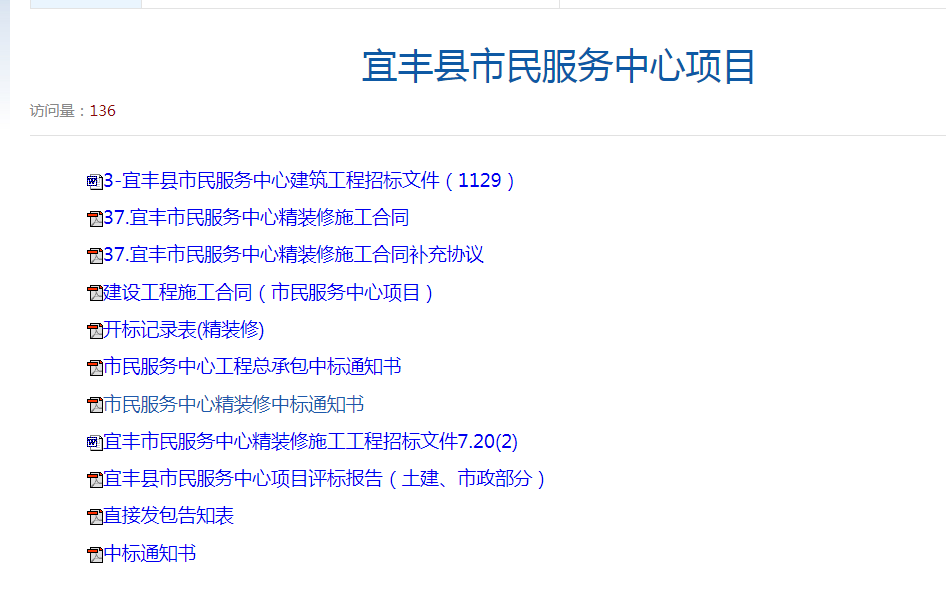 宜丰县市民服务中心项目
访问量：136
3-宜丰县市民服务中心建筑工程招标文件（1129）
37.宜丰市民服务中心精装修施工合同
37.宜丰市民服务中心精装修施工合同补充协议
建设工程施工合同（市民服务中心项目）
开标记录表(精装修)
市民服务中心工程总承包中标通知书
市民服务中心精装修中标通知书
宜丰市民服务中心精装修施工工程招标文件7.20(2)
宜丰县市民服务中心项目评标报告（土建、市政部分）
直接发包告知表
中标通知书